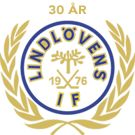 30 ÅR
LINDLÖVENS
19 76
IF